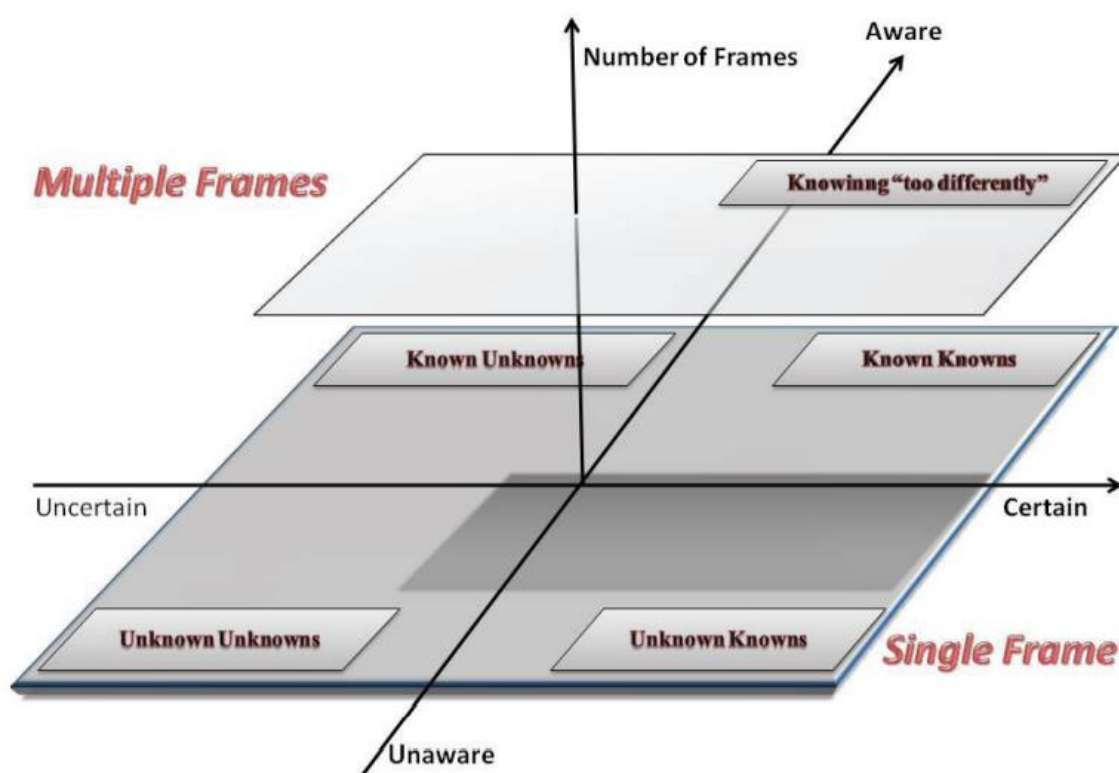 Aware
Number of Frames
Multiple Frames
Knowinng "too differently"
Known Unknowns
Known Knowns
Uncertain
Certain
Unknown Unknowns
Unknown Knowns
Single Frame
Unaware